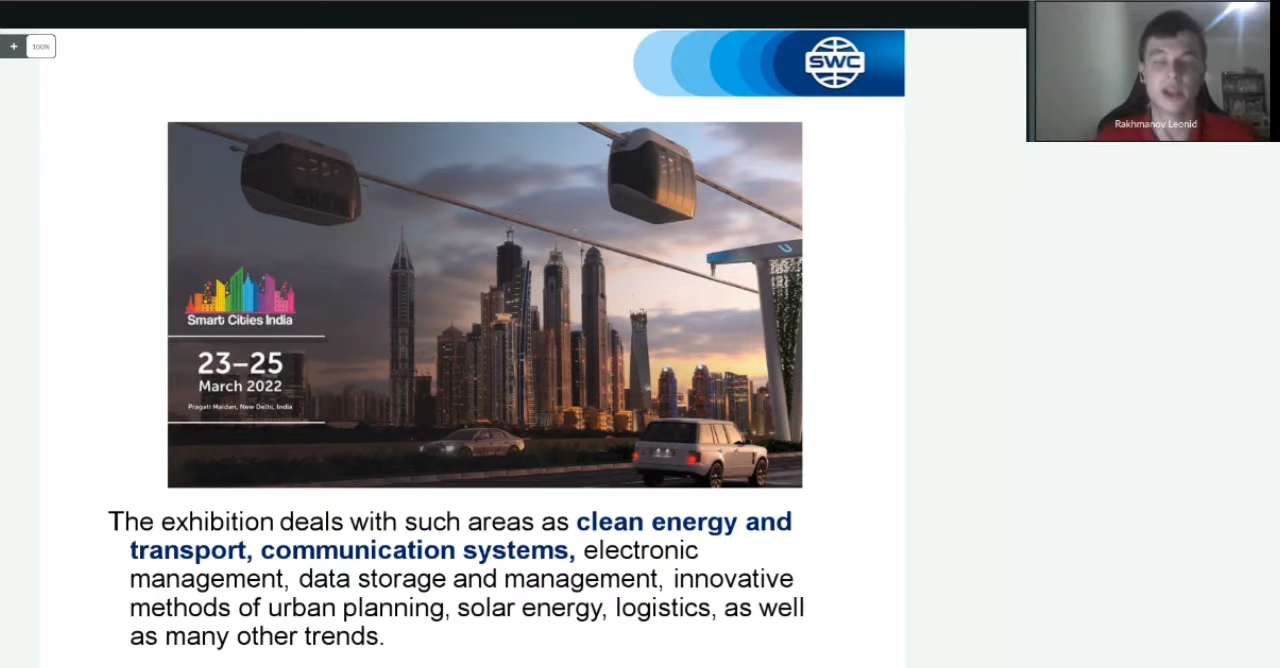 + 100%
SWC
Rakhmanov Leonid
U
Smart Cities India
23–25
March 2022
Pragati Maidan, New Delhi, India
The exhibition deals with such areas as clean energy and
transport, communication systems, electronic
management, data storage and management, innovative
methods of urban planning, solar energy, logistics, as well
as many other trends.